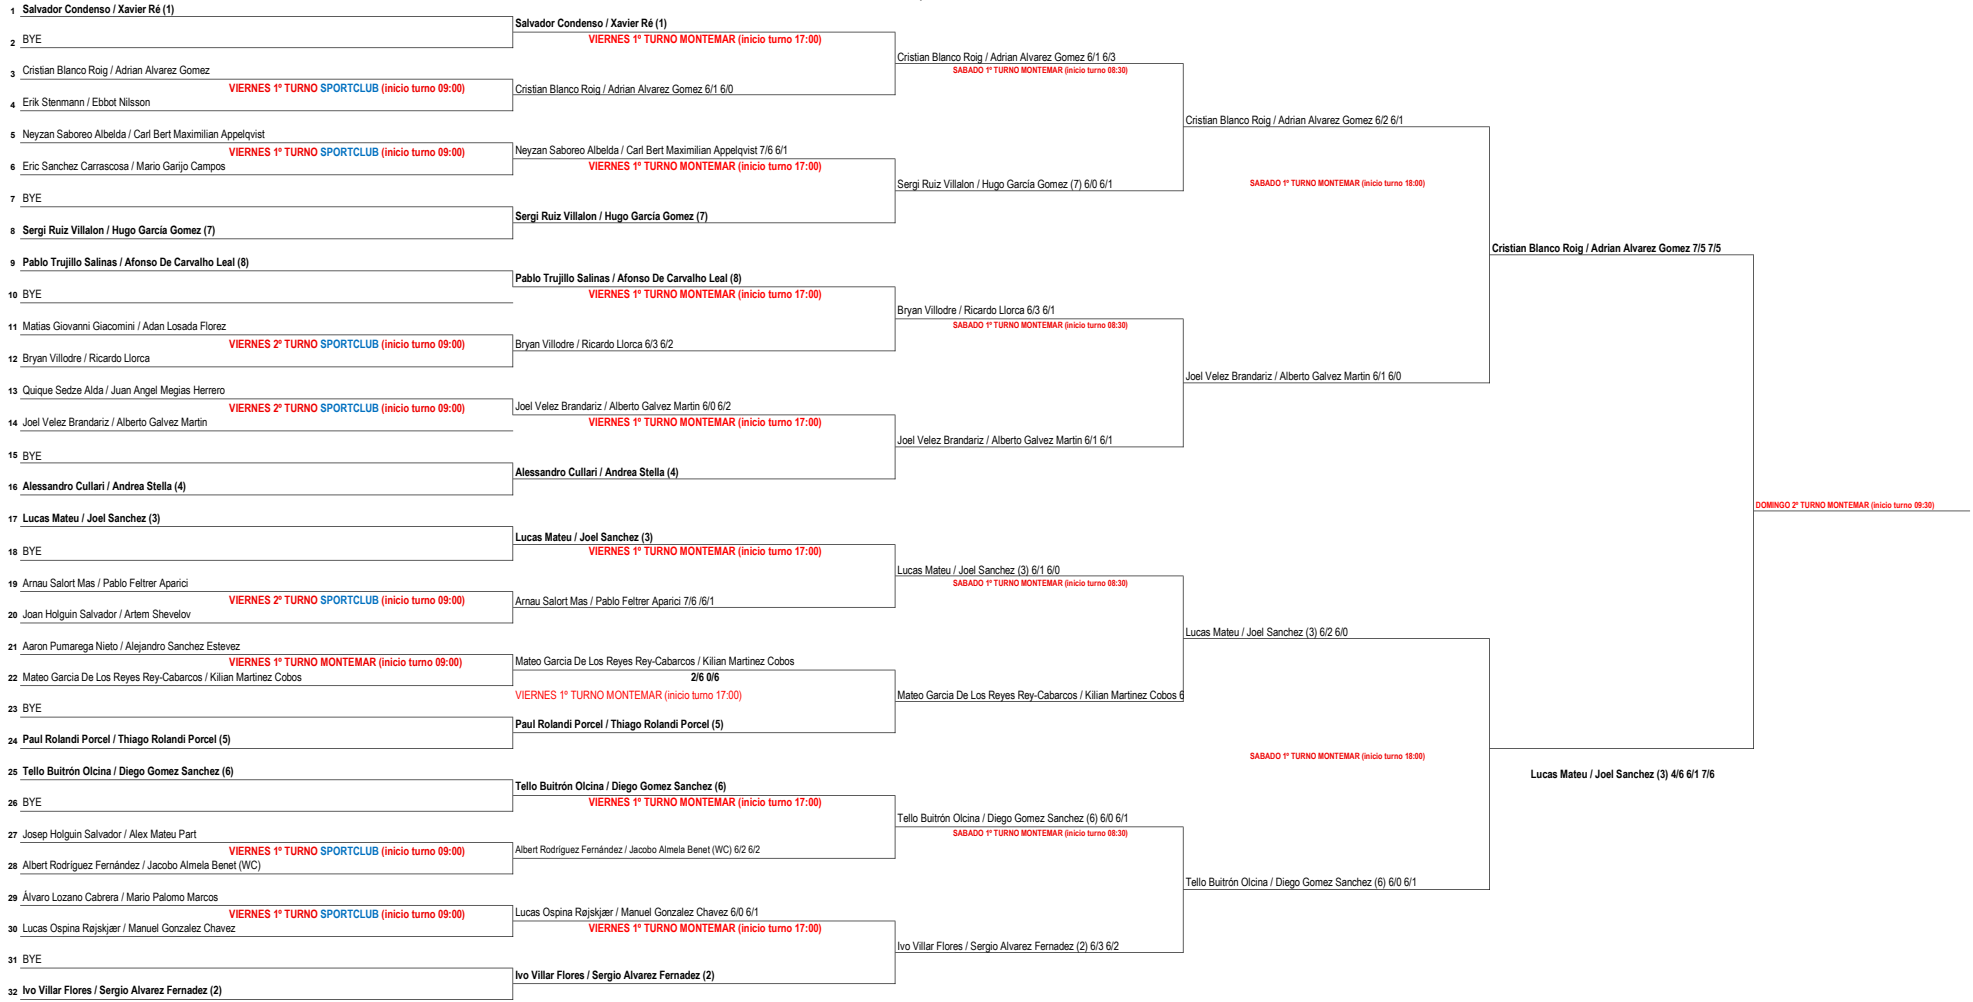 1 Salvador Condenso / Xavier Ré (1)
Salvador Condenso / Xavier Ré (1)
2 BYE
VIERNES 1º TURNO MONTEMAR (inicio turno 17:00)
Cristian Blanco Roig / Adrian Alvarez Gomez 6/1 6/3
3 Cristian Blanco Roig / Adrian Alvarez Gomez
SABADO 1º TURNO MONTEMAR (inicio turno 08:30)
VIERNES 1º TURNO SPORTCLUB (inicio turno 09:00)
Cristian Blanco Roig / Adrian Alvarez Gomez 6/1 6/0
4 Erik Stenmann / Ebbot Nilsson
Cristian Blanco Roig / Adrian Alvarez Gomez 6/2 6/1
5 Neyzan Saboreo Albelda / Carl Bert Maximilian Appelqvist
VIERNES 1º TURNO SPORTCLUB (inicio turno 09:00)
Neyzan Saboreo Albelda / Carl Bert Maximilian Appelqvist 7/6 6/1
6 Eric Sanchez Carrascosa / Mario Garijo Campos
VIERNES 1º TURNO MONTEMAR (inicio turno 17:00)
Sergi Ruiz Villalon / Hugo García Gomez (7) 6/0 6/1
SABADO 1º TURNO MONTEMAR (inicio turno 18:00)
7 BYE
Sergi Ruiz Villalon / Hugo García Gomez (7)
8 Sergi Ruiz Villalon / Hugo García Gomez (7)
Cristian Blanco Roig / Adrian Alvarez Gomez 7/5 7/5
9 Pablo Trujillo Salinas / Afonso De Carvalho Leal (8)
Pablo Trujillo Salinas / Afonso De Carvalho Leal (8)
10 BYE
VIERNES 1º TURNO MONTEMAR (inicio turno 17:00)
Bryan Villodre / Ricardo Llorca 6/3 6/1
11 Matias Giovanni Giacomini / Adan Losada Florez
SABADO 1º TURNO MONTEMAR (inicio turno 08:30)
VIERNES 2º TURNO SPORTCLUB (inicio turno 09:00)
Bryan Villodre / Ricardo Llorca 6/3 6/2
12 Bryan Villodre / Ricardo Llorca
Joel Velez Brandariz / Alberto Galvez Martin 6/1 6/0
13 Quique Sedze Alda / Juan Angel Megias Herrero
VIERNES 2º TURNO SPORTCLUB (inicio turno 09:00)
Joel Velez Brandariz / Alberto Galvez Martin 6/0 6/2
14 Joel Velez Brandariz / Alberto Galvez Martin
VIERNES 1º TURNO MONTEMAR (inicio turno 17:00)
Joel Velez Brandariz / Alberto Galvez Martin 6/1 6/1
15 BYE
Alessandro Cullari / Andrea Stella (4)
16 Alessandro Cullari / Andrea Stella (4)
DOMINGO 2º TURNO MONTEMAR (inicio turno 09:30)
17 Lucas Mateu / Joel Sanchez (3)
Lucas Mateu / Joel Sanchez (3)
18 BYE
VIERNES 1º TURNO MONTEMAR (inicio turno 17:00)
Lucas Mateu / Joel Sanchez (3) 6/1 6/0
19 Arnau Salort Mas / Pablo Feltrer Aparici
SABADO 1º TURNO MONTEMAR (inicio turno 08:30)
VIERNES 2º TURNO SPORTCLUB (inicio turno 09:00)
Arnau Salort Mas / Pablo Feltrer Aparici 7/6 /6/1
20 Joan Holguin Salvador / Artem Shevelov
Lucas Mateu / Joel Sanchez (3) 6/2 6/0
21 Aaron Pumarega Nieto / Alejandro Sanchez Estevez
VIERNES 1º TURNO MONTEMAR (inicio turno 09:00)
Mateo Garcia De Los Reyes Rey-Cabarcos / Kilian Martinez Cobos
22 Mateo Garcia De Los Reyes Rey-Cabarcos / Kilian Martinez Cobos
2/6 0/6
VIERNES 1º TURNO MONTEMAR (inicio turno 17:00)
Mateo Garcia De Los Reyes Rey-Cabarcos / Kilian Martinez Cobos 6
23 BYE
Paul Rolandi Porcel / Thiago Rolandi Porcel (5)
24 Paul Rolandi Porcel / Thiago Rolandi Porcel (5)
SABADO 1º TURNO MONTEMAR (inicio turno 18:00)
Lucas Mateu / Joel Sanchez (3) 4/6 6/1 7/6
25 Tello Buitrón Olcina / Diego Gomez Sanchez (6)
Tello Buitrón Olcina / Diego Gomez Sanchez (6)
26 BYE
VIERNES 1º TURNO MONTEMAR (inicio turno 17:00)
Tello Buitrón Olcina / Diego Gomez Sanchez (6) 6/0 6/1
27 Josep Holguin Salvador / Alex Mateu Part
SABADO 1º TURNO MONTEMAR (inicio turno 08:30)
VIERNES 1º TURNO SPORTCLUB (inicio turno 09:00)
Albert Rodríguez Fernández / Jacobo Almela Benet (WC) 6/2 6/2
28 Albert Rodríguez Fernández / Jacobo Almela Benet (WC)
Tello Buitrón Olcina / Diego Gomez Sanchez (6) 6/0 6/1
29 Álvaro Lozano Cabrera / Mario Palomo Marcos
VIERNES 1º TURNO SPORTCLUB (inicio turno 09:00)
Lucas Ospina Røjskjær / Manuel Gonzalez Chavez 6/0 6/1
30 Lucas Ospina Røjskjær / Manuel Gonzalez Chavez
VIERNES 1º TURNO MONTEMAR (inicio turno 17:00)
Ivo Villar Flores / Sergio Alvarez Fernadez (2) 6/3 6/2
31 BYE
Ivo Villar Flores / Sergio Alvarez Fernadez (2)
32 Ivo Villar Flores / Sergio Alvarez Fernadez (2)